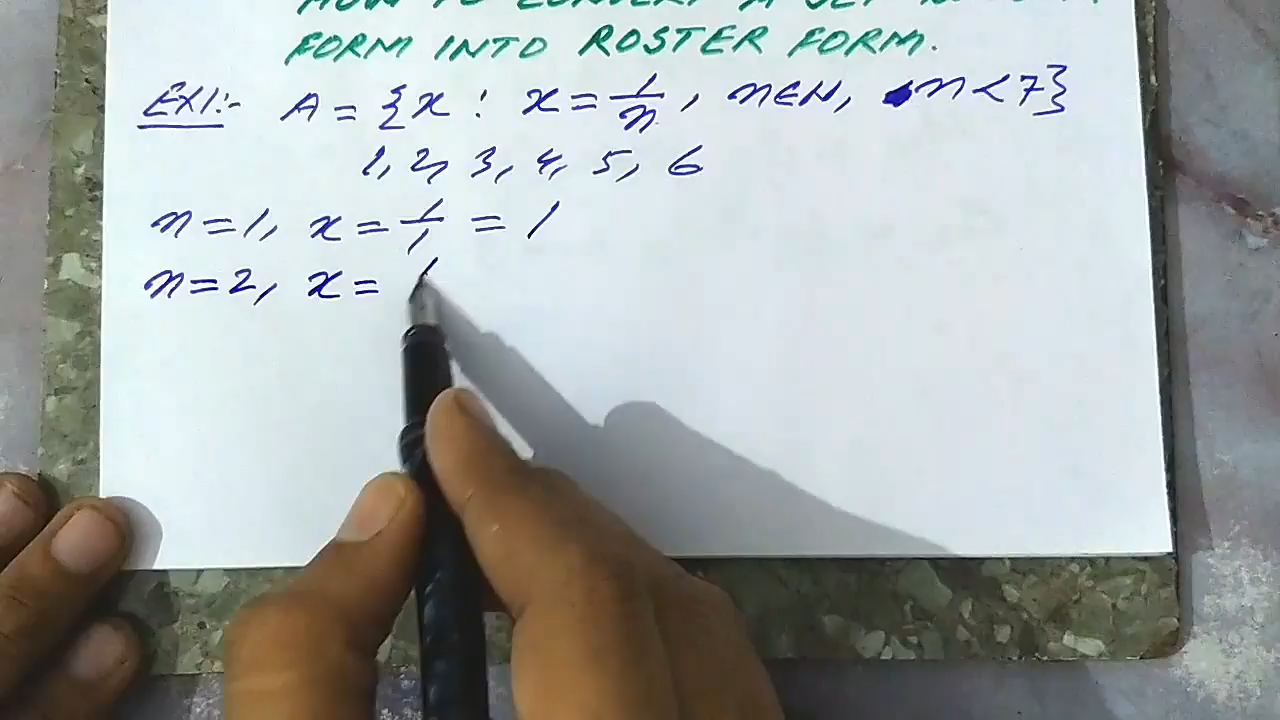 FORM INTO ROSTER FORM.
EX1:- A = {x : x = 1/n, n∈N, n < 7}
1, 2, 3, 4, 5, 6
n = 1, x = 1/1 = 1
n = 2, x = 1